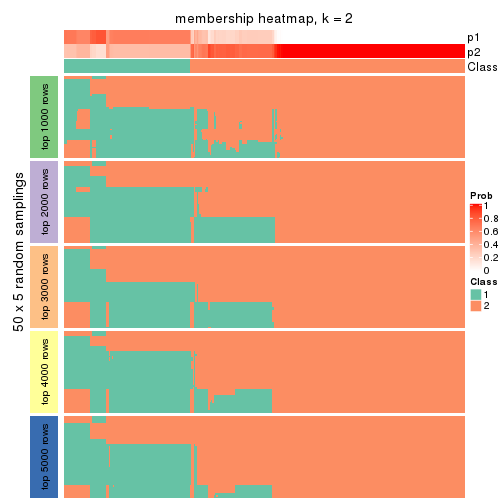 membership heatmap, k = 2
p1
p2
Class
50 x 5 random samplings
top 1000 rows
top 2000 rows
top 3000 rows
top 4000 rows
top 5000 rows
Prob
1
0.8
0.6
0.4
0.2
0
Class
1
2